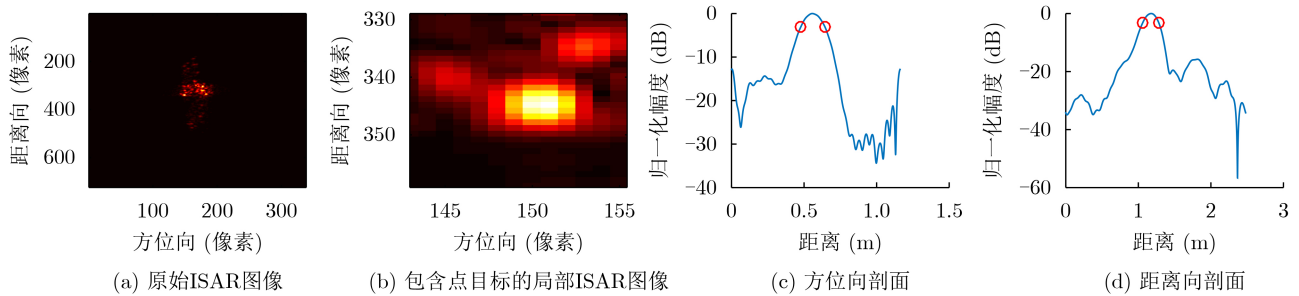 距离向 (像素)
200
400
600
100
200
300
方位向 (像素)
(a) 原始ISAR图像
距离向 (像素)
330
340
350
145
150
155
方位向 (像素)
(b) 包含点目标的局部ISAR图像
归一化幅度 (dB)
0
−10
−20
−30
−40
0
0.5
1.0
1.5
距离 (m)
(c) 方位向剖面
归一化幅度 (dB)
0
−20
−40
−60
0
1
2
3
距离 (m)
(d) 距离向剖面